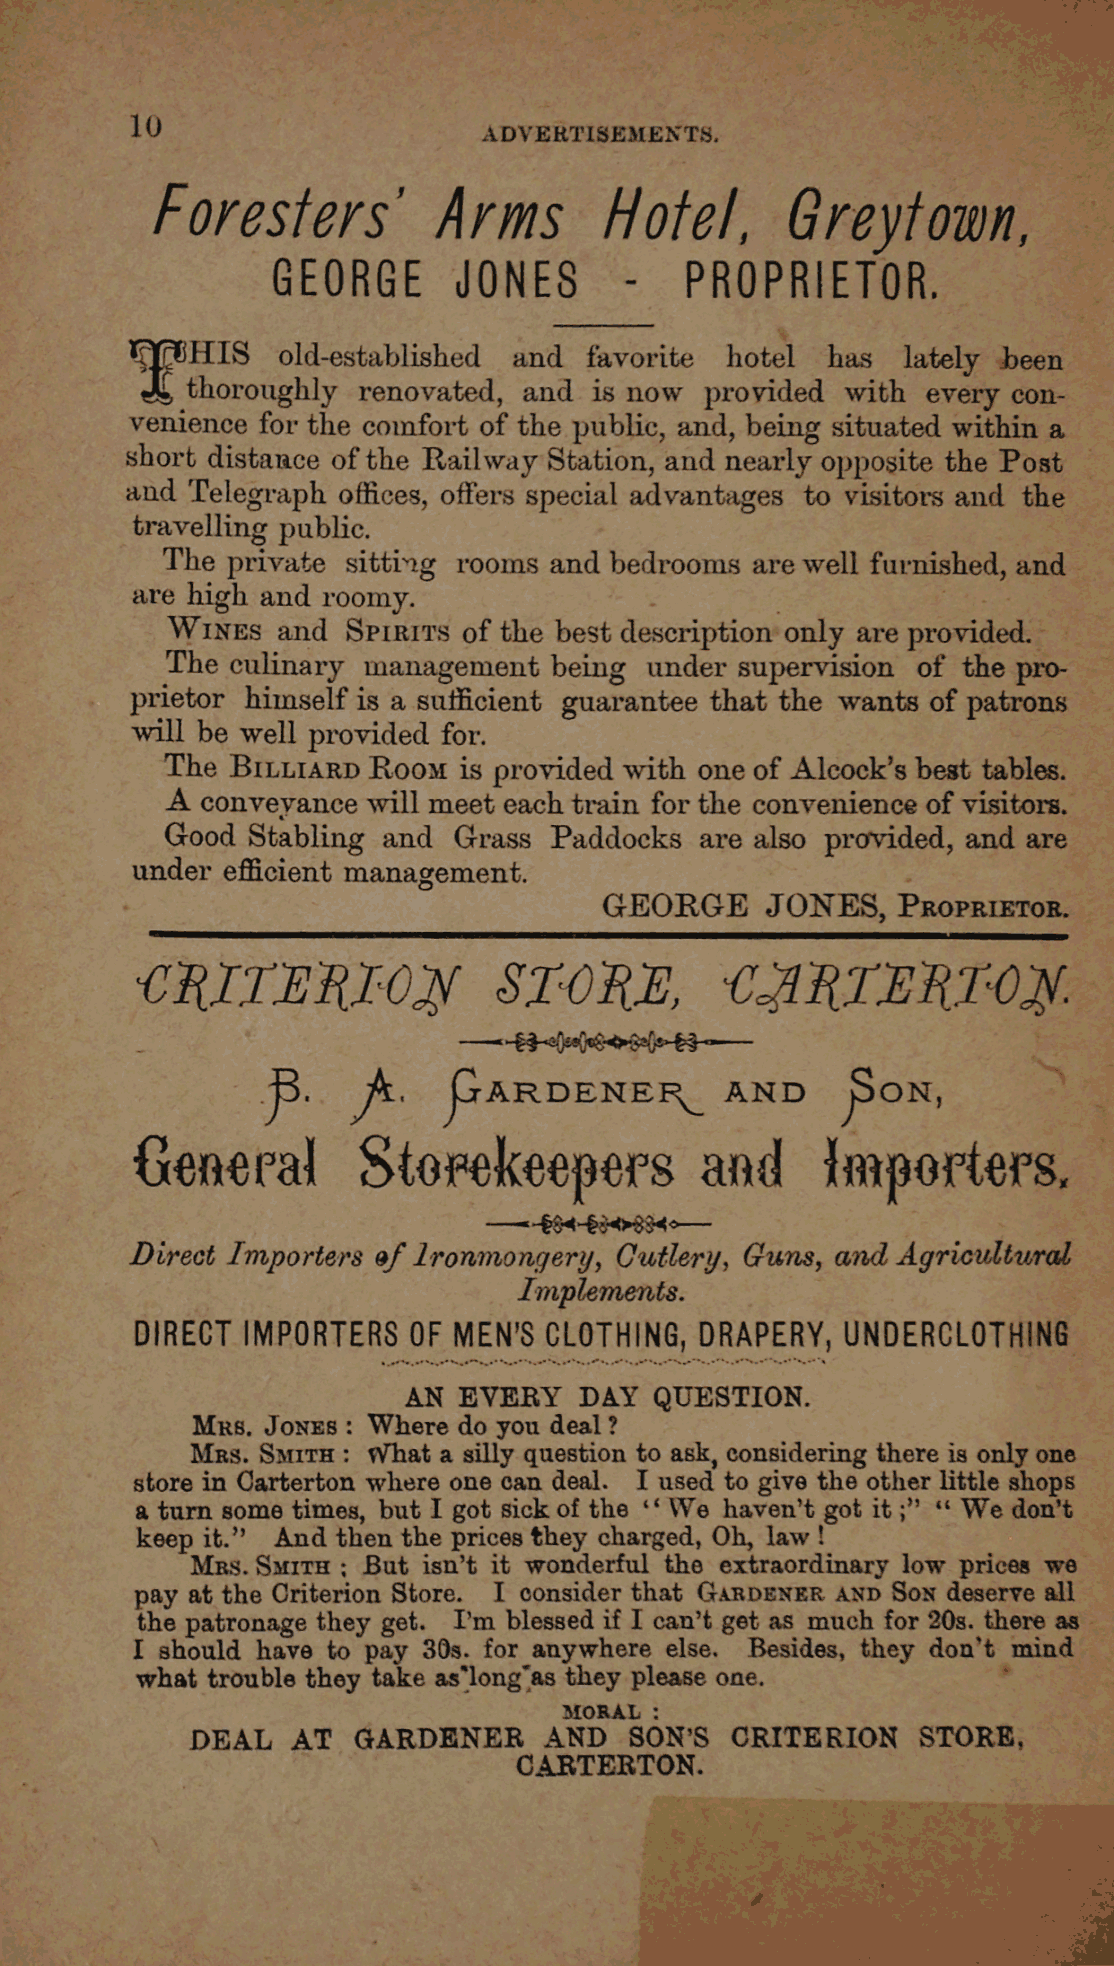 10
ADVERTISEMENTS.
Foresters' Arms Hotel, Greytown,
GEORGE JONES - PROPRIETOR.
THIS old-established and favorite hotel has lately been
thoroughly renovated, and is now provided with every con-
venience for the comfort of the public, and, being situated within a
short distance of the Railway Station, and nearly opposite the Post
and Telegraph offices, offers special advantages to visitors and the
travelling public.
The private sitting rooms and bedrooms are well furnished, and
are high and roomy.
WINES and SPIRITS of the best description only are provided.
The culinary management being under supervision of the pro-
prietor himself is a sufficient guarantee that the wants of patrons
will be well provided for.
The BILLIARD ROOM is provided with one of Alcock's best tables.
A conveyance will meet each train for the convenience of visitors.
Good Stabling and Grass Paddocks are also provided, and are
under efficient management.
GEORGE JONES, PROPRIETOR.
CRITERION STORE, CARTERTON.
B. A. GARDENER AND SON,
General Storekeepers and Importers.
Direct Importers of Ironmongery, Cutlery, Guns, and Agricultural
Implements.
DIRECT IMPORTERS OF MEN'S CLOTHING, DRAPERY, UNDERCLOTHING
AN EVERY DAY QUESTION.
MRS. JONES : Where do you deal ?
MRS. SMITH : What a silly question to ask, considering there is only one
store in Carterton where one can deal. I used to give the other little shops
a turn some times, but I got sick of the "We haven't got it ;" "We don't
keep it." And then the prices they charged, Oh, law !
MRS. SMITH ; But isn't it wonderful the extraordinary low prices we
pay at the Criterion Store. I consider that GARDENER AND SON deserve all
the patronage they get. I'm blessed if I can't get as much for 20s. there as
I should have to pay 30s. for anywhere else. Besides, they don't mind
what trouble they take as long as they please one.
MORAL :
DEAL AT GARDENER AND SON'S CRITERION STORE,
CARTERTON.